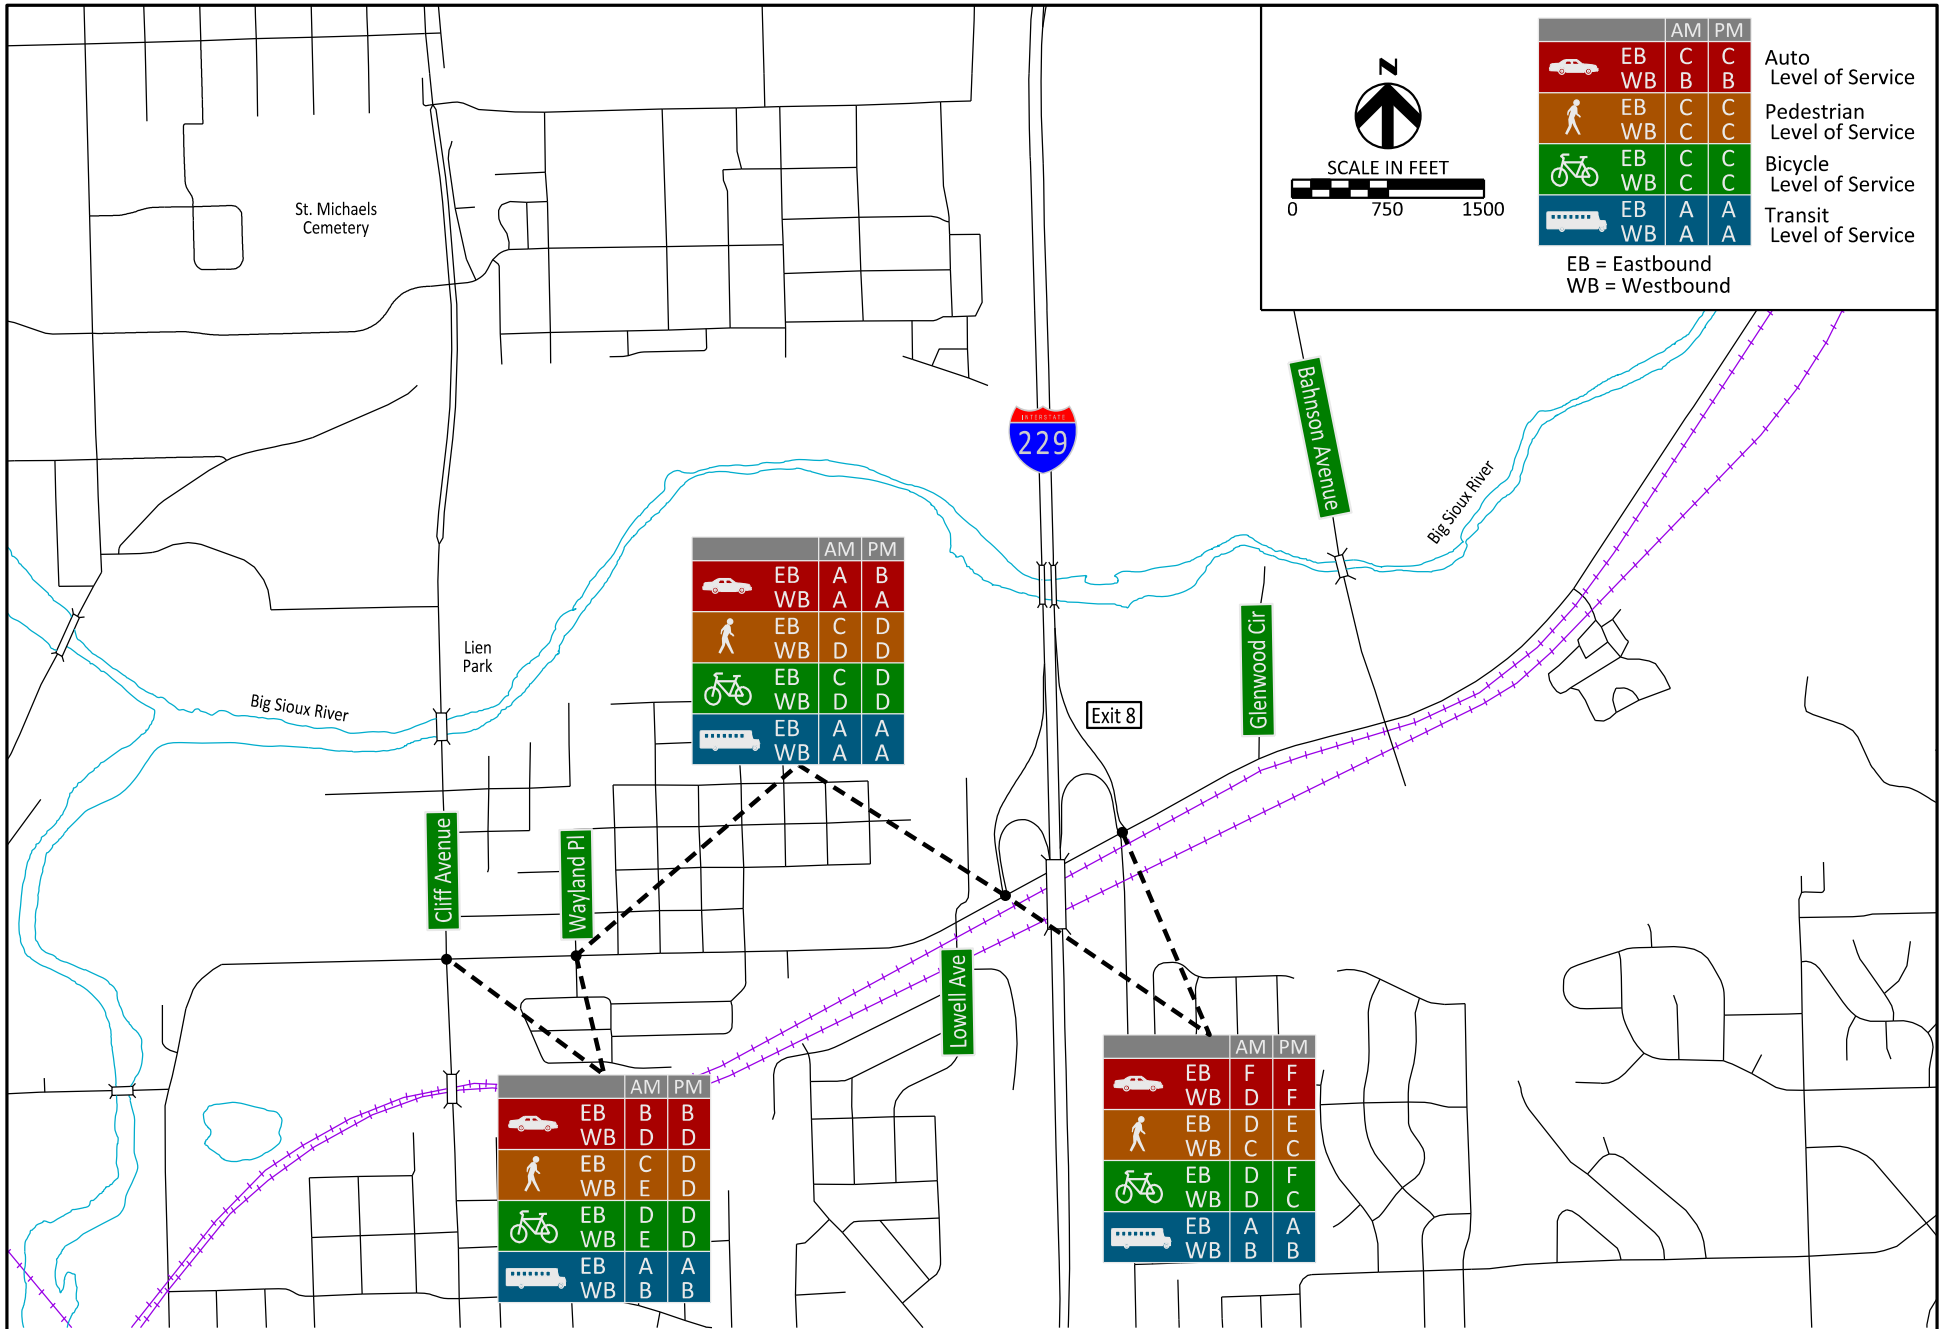 AM PM
EB C C
WB B B
Auto
Level of Service
EB C C
WB C C
Pedestrian
Level of Service
EB C C
WB C C
Bicycle
Level of Service
EB A A
WB A A
Transit
Level of Service
EB = Eastbound
WB = Westbound
N
SCALE IN FEET
0 750 1500
St. Michaels
Cemetery
INTERSTATE
229
Bahnson Avenue
Big Sioux River
AM PM
EB A B
WB A A
EB C D
WB D D
EB C D
WB D D
EB A A
WB A A
Lien
Park
Big Sioux River
Glenwood Cir
Exit 8
Cliff Avenue
Wayland Pl
Lowell Ave
AM PM
EB B B
WB D D
EB C D
WB E D
EB D D
WB E D
EB A A
WB B B
AM PM
EB F F
WB D F
EB D E
WB C C
EB D F
WB D C
EB A A
WB B B